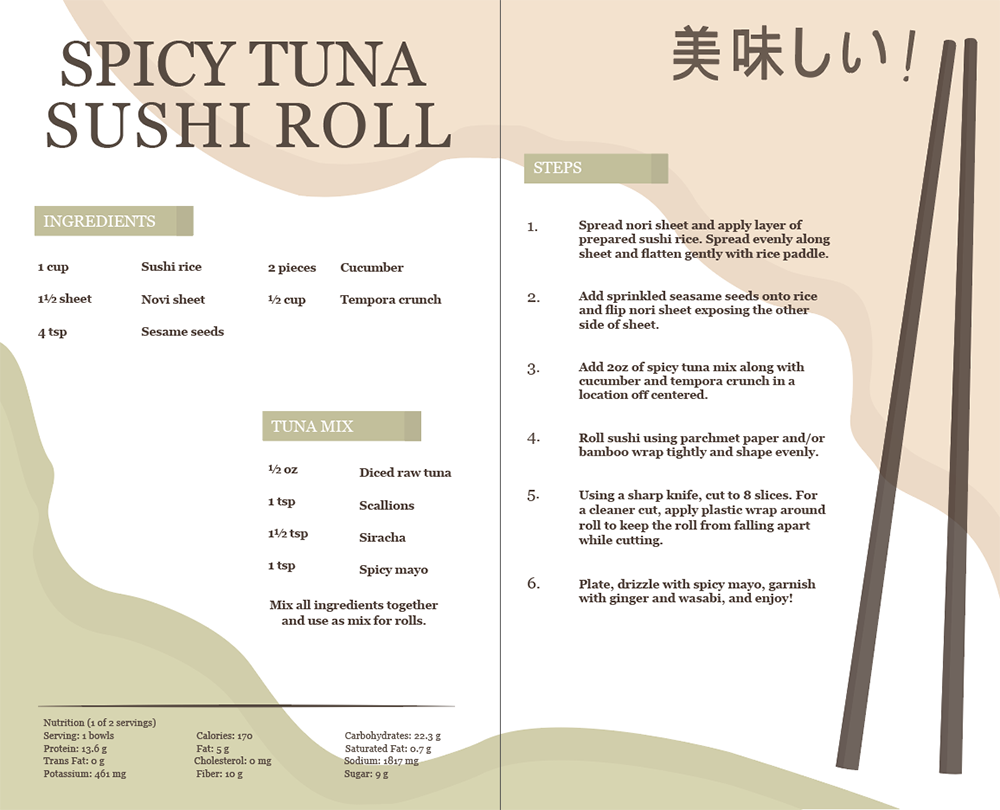 SPICY TUNA
SUSHI ROLL
INGREDIENTS
1 cup Sushi rice 2 pieces Cucumber
1½ sheet Novi sheet ½ cup Tempora crunch
4 tsp Sesame seeds
TUNA MIX
½ oz Diced raw tuna
1 tsp Scallions
1½ tsp Siracha
1 tsp Spicy mayo
Mix all ingredients together
and use as mix for rolls.
Nutrition (1 of 2 servings)
Serving: 1 bowls Calories: 170 Carbohydrates: 22.3 g
Protein: 13.6 g Fat: 5 g Saturated Fat: 0.7 g
Trans Fat: 0 g Cholesterol: 0 mg Sodium: 1817 mg
Potassium: 461 mg Fiber: 10 g Sugar: 9 g
美味しい!
STEPS
1. Spread nori sheet and apply layer of
prepared sushi rice. Spread evenly along
sheet and flatten gently with rice paddle.
2. Add sprinkled seasame seeds onto rice
and flip nori sheet exposing the other
side of sheet.
3. Add 2oz of spicy tuna mix along with
cucumber and tempora crunch in a
location off centered.
4. Roll sushi using parchmet paper and/or
bamboo wrap tightly and shape evenly.
5. Using a sharp knife, cut to 8 slices. For
a cleaner cut, apply plastic wrap around
roll to keep the roll from falling apart
while cutting.
6. Plate, drizzle with spicy mayo, garnish
with ginger and wasabi, and enjoy!